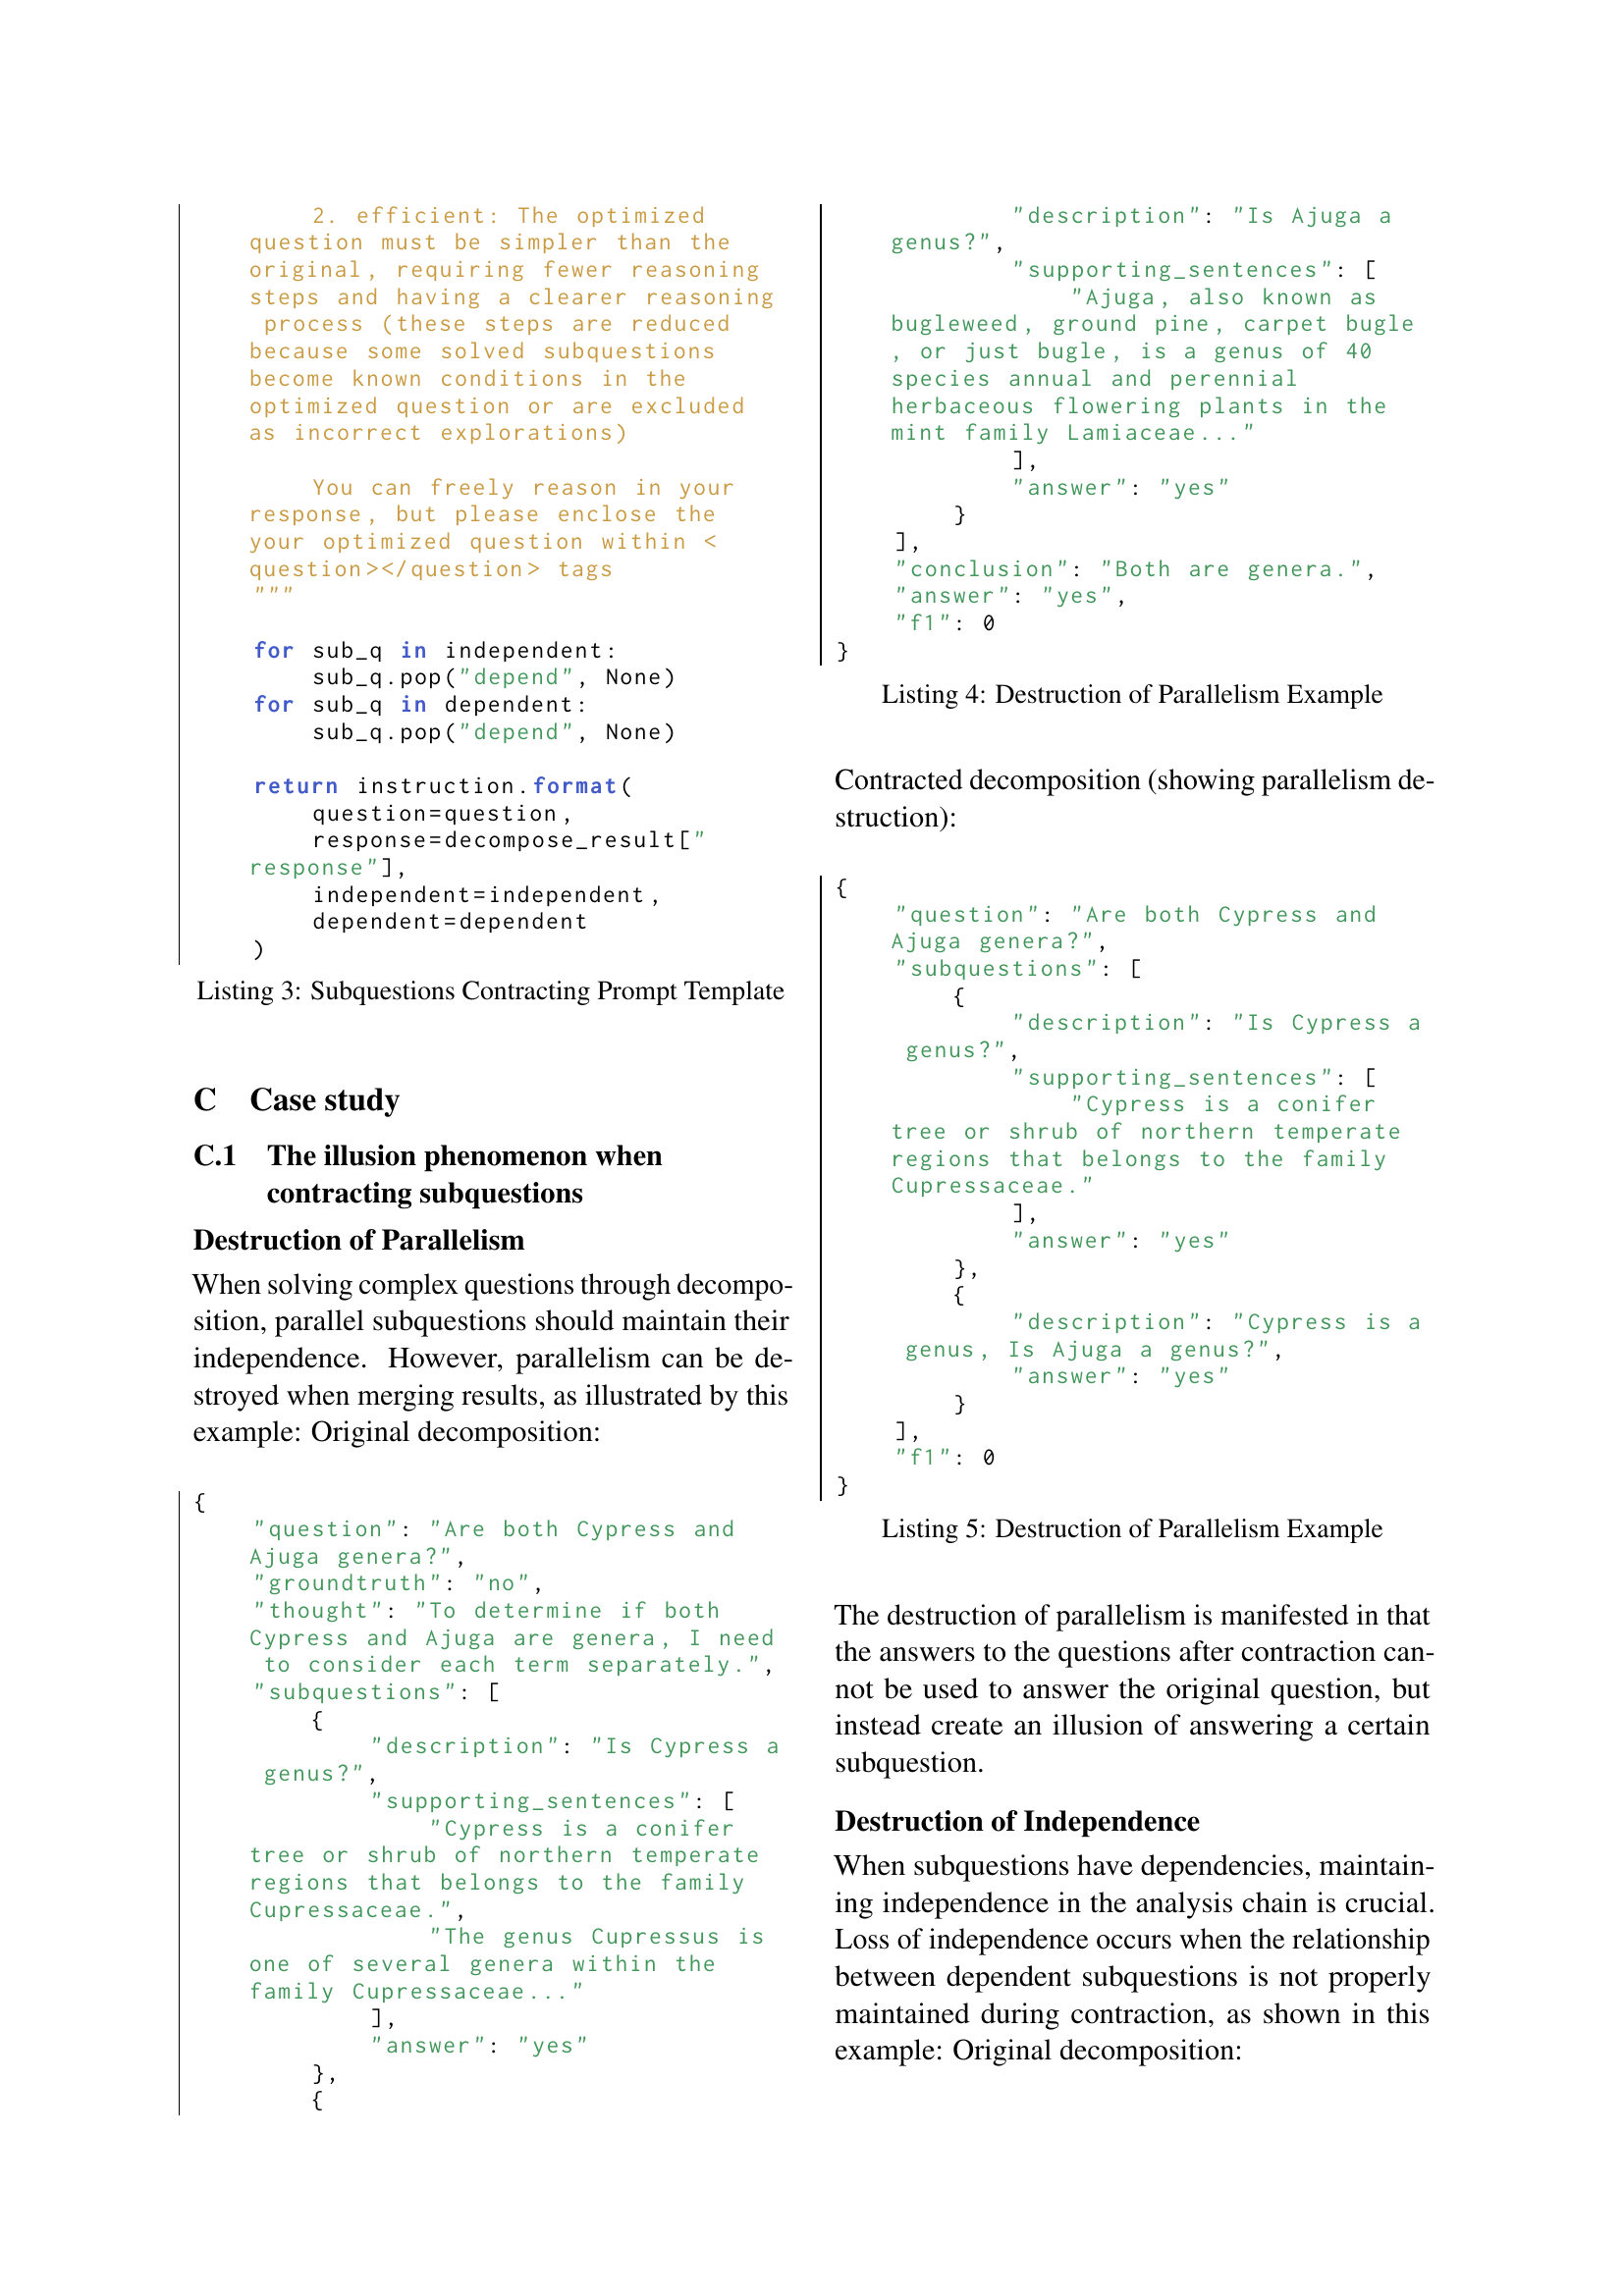 2. efficient: The optimized
question must be simpler than the
original, requiring fewer reasoning
steps and having a clearer reasoning
process (these steps are reduced
because some solved subquestions
become known conditions in the
optimized question or are excluded
as incorrect explorations)
You can freely reason in your
response, but please enclose the
your optimized question within <
question></question> tags
"""
for sub_q in independent:
sub_q.pop("depend", None)
for sub_q in dependent:
sub_q.pop("depend", None)
return instruction.format(
question=question,
response=decompose_result["
response"],
independent=independent,
dependent=dependent
)
Listing 3: Subquestions Contracting Prompt Template
C Case study
C.1 The illusion phenomenon when
contracting subquestions
Destruction of Parallelism
When solving complex questions through decompo-
sition, parallel subquestions should maintain their
independence. However, parallelism can be de-
stroyed when merging results, as illustrated by this
example: Original decomposition:
{
"question": "Are both Cypress and
Ajuga genera?",
"groundtruth": "no",
"thought": "To determine if both
Cypress and Ajuga are genera, I need
to consider each term separately.",
"subquestions": [
{
"description": "Is Cypress a
genus?",
"supporting_sentences": [
"Cypress is a conifer
tree or shrub of northern temperate
regions that belongs to the family
Cupressaceae.",
"The genus Cupressus is
one of several genera within the
family Cupressaceae..."
],
"answer": "yes"
},
{
"description": "Is Ajuga a
genus?",
"supporting_sentences": [
"Ajuga, also known as
bugleweed, ground pine, carpet bugle
, or just bugle, is a genus of 40
species annual and perennial
herbaceous flowering plants in the
mint family Lamiaceae..."
],
"answer": "yes"
}
],
"conclusion": "Both are genera.",
"answer": "yes",
"f1": 0
}
Listing 4: Destruction of Parallelism Example
Contracted decomposition (showing parallelism de-
struction):
{
"question": "Are both Cypress and
Ajuga genera?",
"subquestions": [
{
"description": "Is Cypress a
genus?",
"supporting_sentences": [
"Cypress is a conifer
tree or shrub of northern temperate
regions that belongs to the family
Cupressaceae."
],
"answer": "yes"
},
{
"description": "Cypress is a
genus, Is Ajuga a genus?",
"answer": "yes"
}
],
"f1": 0
}
Listing 5: Destruction of Parallelism Example
The destruction of parallelism is manifested in that
the answers to the questions after contraction can-
not be used to answer the original question, but
instead create an illusion of answering a certain
subquestion.
Destruction of Independence
When subquestions have dependencies, maintain-
ing independence in the analysis chain is crucial.
Loss of independence occurs when the relationship
between dependent subquestions is not properly
maintained during contraction, as shown in this
example: Original decomposition: